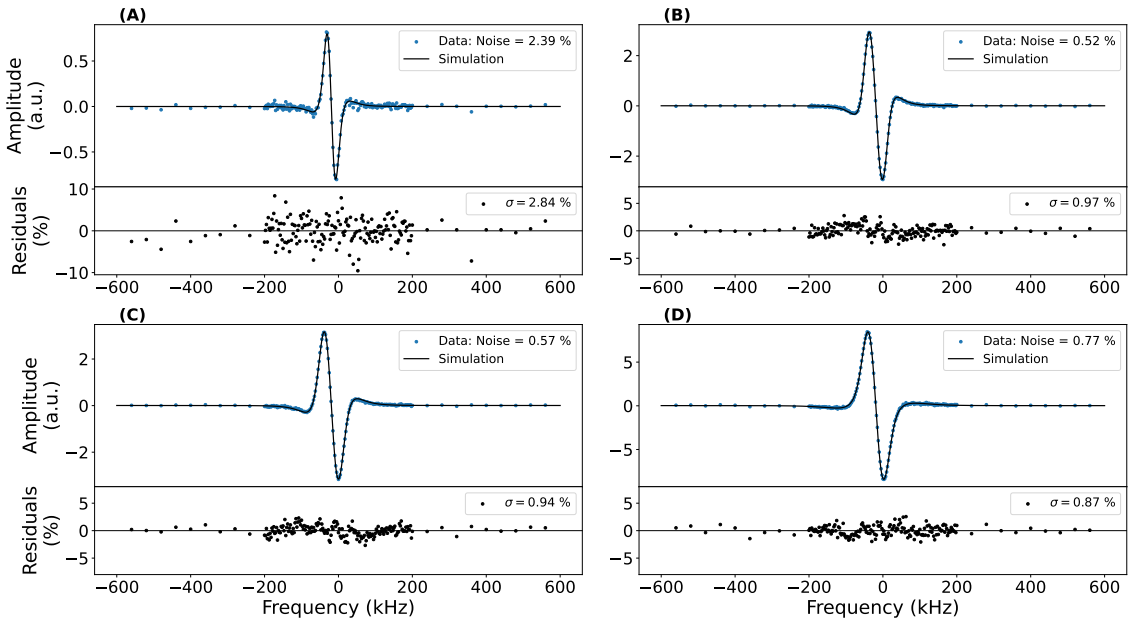 (A)
Data: Noise = 2.39 %
Simulation
Amplitude
(a.u.)
0.5
0.0
−0.5
Residuals
(%)
10
0
−10
σ = 2.84 %
−600 −400 −200 0 200 400 600
(B)
Data: Noise = 0.52 %
Simulation
2
0
−2
5
0
−5
σ = 0.97 %
−600 −400 −200 0 200 400 600
(C)
Data: Noise = 0.57 %
Simulation
Amplitude
(a.u.)
2
0
−2
Residuals
(%)
5
0
−5
σ = 0.94 %
−600 −400 −200 0 200 400 600
Frequency (kHz)
(D)
Data: Noise = 0.77 %
Simulation
5
0
−5
5
0
−5
σ = 0.87 %
−600 −400 −200 0 200 400 600
Frequency (kHz)